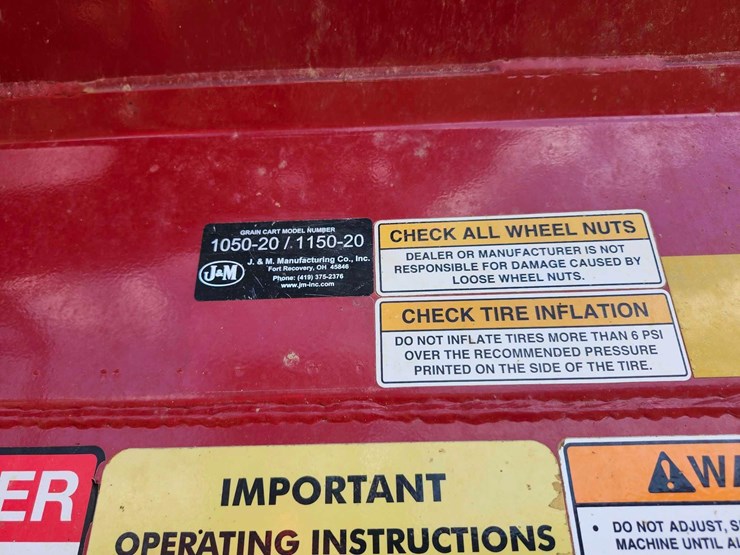 GRAIN CART MODEL NUMBER
1050-20 / 1150-20
J&M
J. & M. Manufacturing Co., Inc.
Fort Recovery, OH 45846
Phone: (419) 375-2376
www.jm-inc.com
CHECK ALL WHEEL NUTS
DEALER OR MANUFACTURER IS NOT
RESPONSIBLE FOR DAMAGE CAUSED BY
LOOSE WHEEL NUTS.
CHECK TIRE INFLATION
DO NOT INFLATE TIRES MORE THAN 6 PSI
OVER THE RECOMMENDED PRESSURE
PRINTED ON THE SIDE OF THE TIRE.
ER
IMPORTANT
OPERATING INSTRUCTIONS
WA
• DO NOT ADJUST, S
MACHINE UNTIL AL